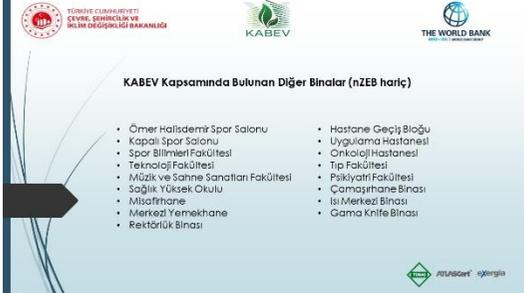 TÜRKİYE CUMHURİYETİ
ÇEVRE, ŞEHİRCİLİK VE
İKLİM DEĞİŞİKLİĞİ BAKANLIĞI
KABEV
THE WORLD BANK
KABEV Kapsamında Bulunan Diğer Binalar (nZEB hariç)
• Ömer Halisdemir Spor Salonu
• Kapalı Spor Salonu
• Spor Bilimleri Fakültesi
• Teknoloji Fakültesi
• Müzik ve Sahne Sanatları Fakültesi
• Sağlık Yüksek Okulu
• Misafirhane
• Merkezi Yemekhane
• Rektörlük Binası
• Hastane Geçiş Bloğu
• Uygulama Hastanesi
• Onkoloji Hastanesi
• Tıp Fakültesi
• Psikiyatri Fakültesi
• Çamaşırhane Binası
• Isı Merkezi Binası
• Gama Knife Binası
ATLASCert
eXergia